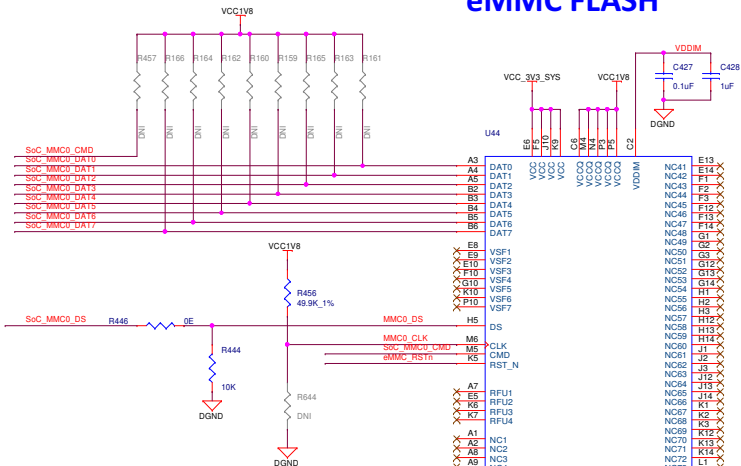 eMMC FLASH
VCC1V8
R457 R166 R164 R162 R160 R159 R165 R163 R161
DNI DNI DNI DNI DNI DNI DNI DNI DNI
VDDIM
C427 C428
0.1uF 1uF
DGND
VCC_3V3_SYS VCC1V8
U44
E6 F5 J10 K9 C6 M4 N4 P3 P5 C2
VCC VCC VCC VCC VCCQ VCCQ VCCQ VCCQ VCCQ VDDIM
SoC_MMC0_CMD
SoC_MMC0_DAT0
SoC_MMC0_DAT1
SoC_MMC0_DAT2
SoC_MMC0_DAT3
SoC_MMC0_DAT4
SoC_MMC0_DAT5
SoC_MMC0_DAT6
SoC_MMC0_DAT7
A3 DAT0
A4 DAT1
A5 DAT2
B2 DAT3
B3 DAT4
B4 DAT5
B5 DAT6
B6 DAT7
E8 VSF1
E9 VSF2
E10 VSF3
F10 VSF4
G10 VSF5
K10 VSF6
P10 VSF7
VCC1V8
R456
49.9K_1%
SoC_MMC0_DS R446 0E MMC0_DS H5 DS
MMC0_CLK M6 CLK
SoC_MMC0_CMD M5 CMD
eMMC_RSTn K5 RST_N
R444
10K
DGND
R644
DNI
DGND
A7 RFU1
E5 RFU2
K6 RFU3
K7 RFU4
A1 NC1
A2 NC2
A8 NC3
A9
NC41 E13
NC42 E14
NC43 F1
NC44 F2
NC45 F3
NC46 F12
NC47 F13
NC48 F14
NC49 G1
NC50 G2
NC51 G3
NC52 G12
NC53 G13
NC54 G14
NC55 H1
NC56 H2
NC57 H3
NC58 H12
NC59 H13
NC60 H14
NC61 J1
NC62 J2
NC63 J3
NC64 J12
NC65 J13
NC66 J14
NC67 K1
NC68 K2
NC69 K3
NC70 K12
NC71 K13
NC72 K14
L1